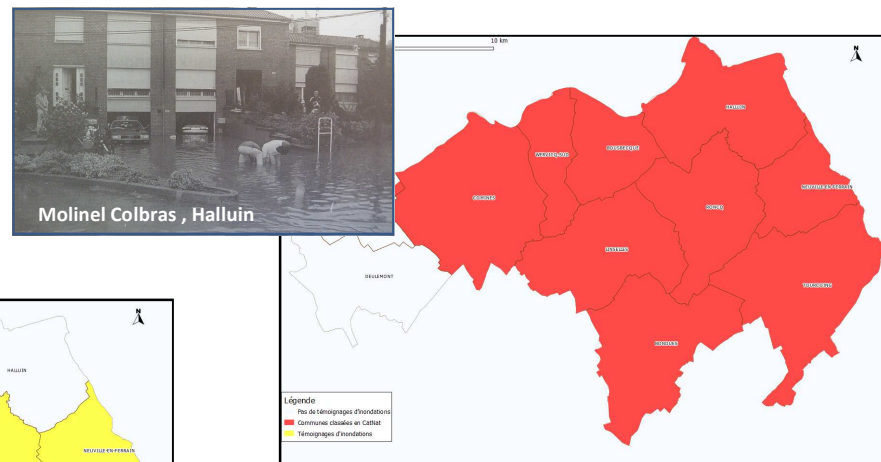 Molinel Colbras , Halluin
10 km
N
HALLUIN
WERVICQ-SUD
BOUSBECQUE
COMINES
NEUVILLE-EN-FERRAIN
RONCQ
LINSELLES
DEULEMONT
TOURCOING
BONDUES
Légende
Pas de témoignages d'inondations
Communes classées en CatNat
Témoignages d'inondations
N
HALLUIN
NEUVILLE-EN-FERRAIN